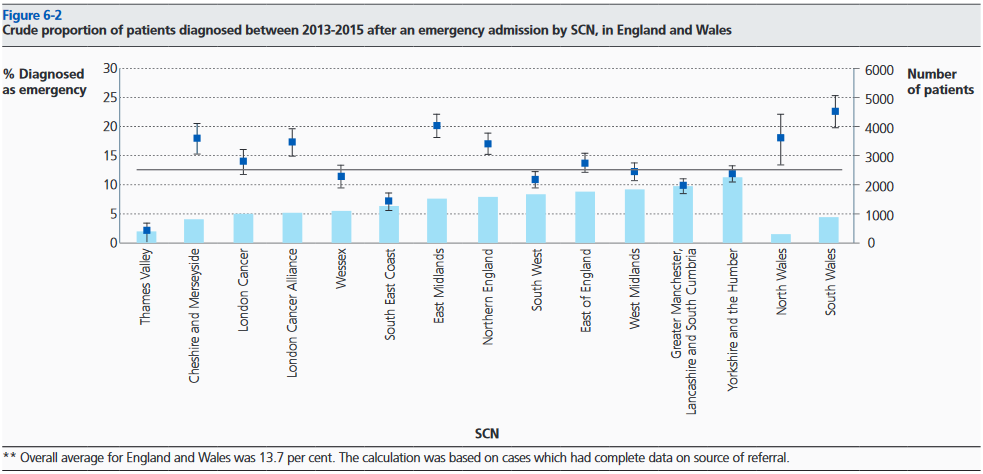 Figure 6-2
Crude proportion of patients diagnosed between 2013-2015 after an emergency admission by SCN, in England and Wales
% Diagnosed
as emergency
30
25
20
15
10
5
0
6000
5000
4000
3000
2000
1000
0
Number
of patients
Thames Valley
Cheshire and Merseyside
London Cancer
London Cancer Alliance
Wessex
South East Coast
East Midlands
Northern England
South West
East of England
West Midlands
Greater Manchester,
Lancashire and South Cumbria
Yorkshire and the Humber
North Wales
South Wales
SCN
** Overall average for England and Wales was 13.7 per cent. The calculation was based on cases which had complete data on source of referral.